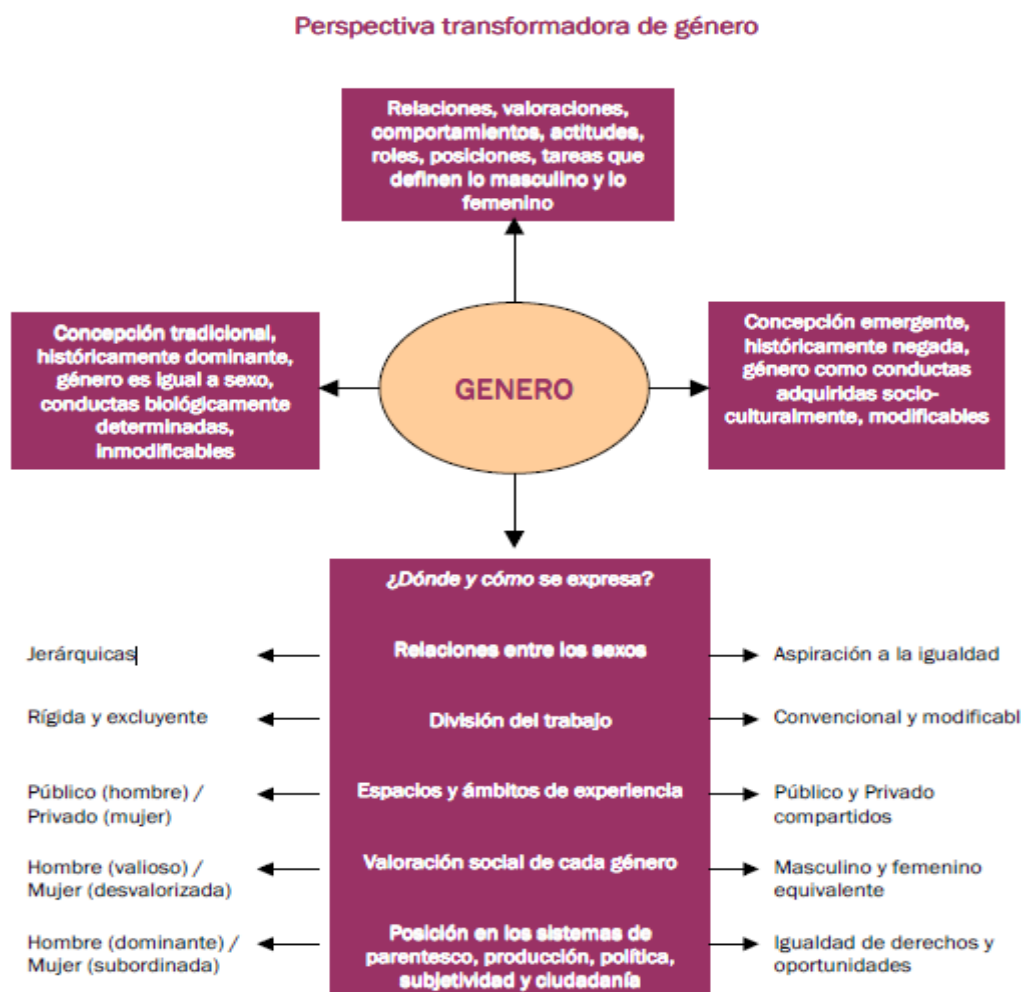 Perspectiva transformadora de género
Relaciones, valoraciones,
comportamientos, actitudes,
roles, posiciones, tareas que
definen lo masculino y lo
femenino
Concepción tradicional,
históricamente dominante,
género es igual a sexo,
conductas biológicamente
determinadas,
inmodificables
GENERO
Concepción emergente,
históricamente negada,
género como conductas
adquiridas socio-
culturalmente, modificables
¿Dónde y cómo se expresa?
Jerárquicas
Relaciones entre los sexos
Aspiración a la igualdad
Rígida y excluyente
División del trabajo
Convencional y modificabl
Público (hombre) /
Privado (mujer)
Espacios y ámbitos de experiencia
Público y Privado
compartidos
Hombre (valioso) /
Mujer (desvalorizada)
Valoración social de cada género
Masculino y femenino
equivalente
Hombre (dominante) /
Mujer (subordinada)
Posición en los sistemas de
parentesco, producción, política,
subjetividad y ciudadanía
Igualdad de derechos y
oportunidades